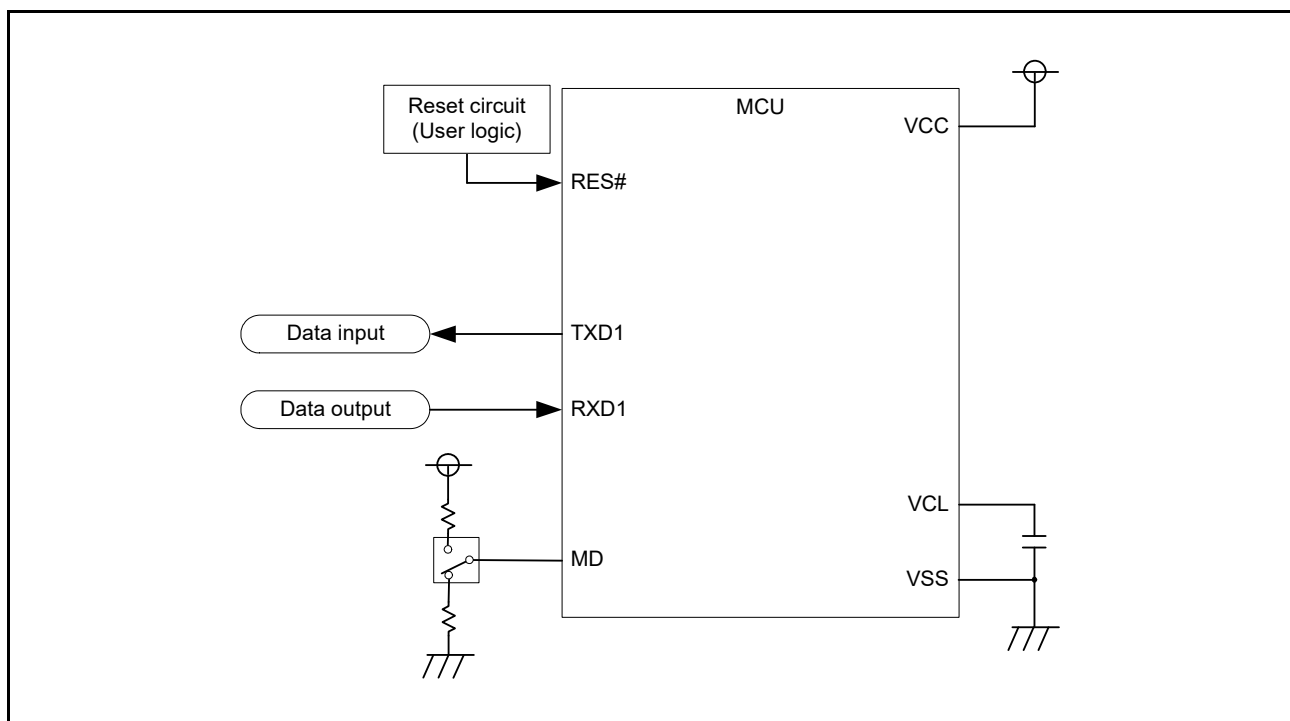 Reset circuit
(User logic)
MCU
VCC
RES#
Data input
TXD1
Data output
RXD1
VCL
MD
VSS